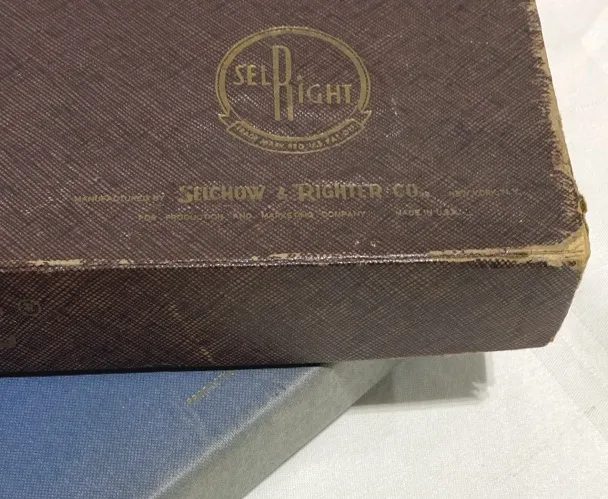 SELRIGHT
TRADE MARK REG. U.S. PAT. OFF.
MANUFACTURED BY SELCHOW & RIGHTER CO., NEW YORK, N.Y.
FOR PRODUCTION AND MARKETING COMPANY MADE IN U.S.A.
®